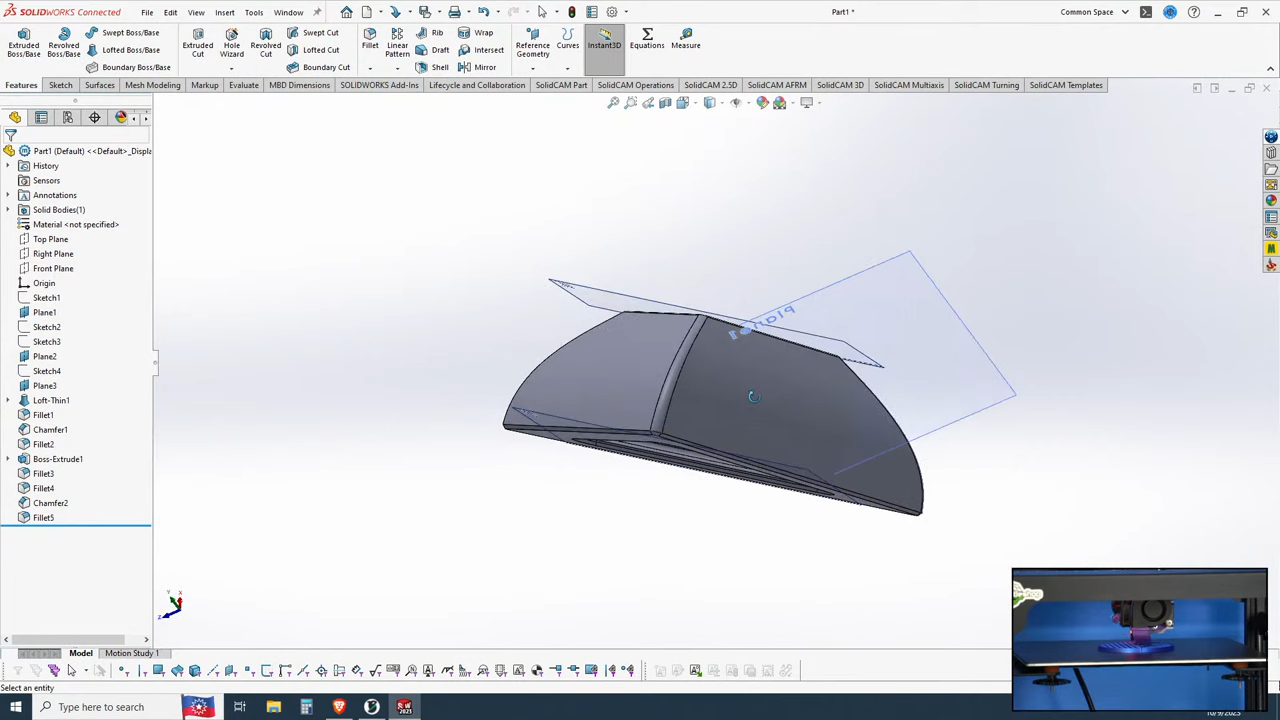 SOLIDWORKS Connected
File Edit View Insert Tools Window
Part1 *
Common Space
Extruded Boss/Base
Revolved Boss/Base
Swept Boss/Base
Lofted Boss/Base
Boundary Boss/Base
Extruded Cut
Hole Wizard
Revolved Cut
Swept Cut
Lofted Cut
Boundary Cut
Fillet
Linear Pattern
Rib
Draft
Shell
Wrap
Intersect
Mirror
Reference Geometry
Curves
Instant3D
Equations
Measure
Features Sketch Surfaces Mesh Modeling Markup Evaluate MBD Dimensions SOLIDWORKS Add-Ins Lifecycle and Collaboration SolidCAM Part SolidCAM Operations SolidCAM 2.5D SolidCAM AFRM SolidCAM 3D SolidCAM Multiaxis SolidCAM Turning SolidCAM Templates
Part1 (Default) <<Default>_Displa
History
Sensors
Annotations
Solid Bodies(1)
Material <not specified>
Top Plane
Right Plane
Front Plane
Origin
Sketch1
Plane1
Sketch2
Sketch3
Plane2
Sketch4
Plane3
Loft-Thin1
Fillet1
Chamfer1
Fillet2
Boss-Extrude1
Fillet3
Fillet4
Chamfer2
Fillet5
Plane1
Model Motion Study 1
Select an entity
Type here to search
10/9/2023